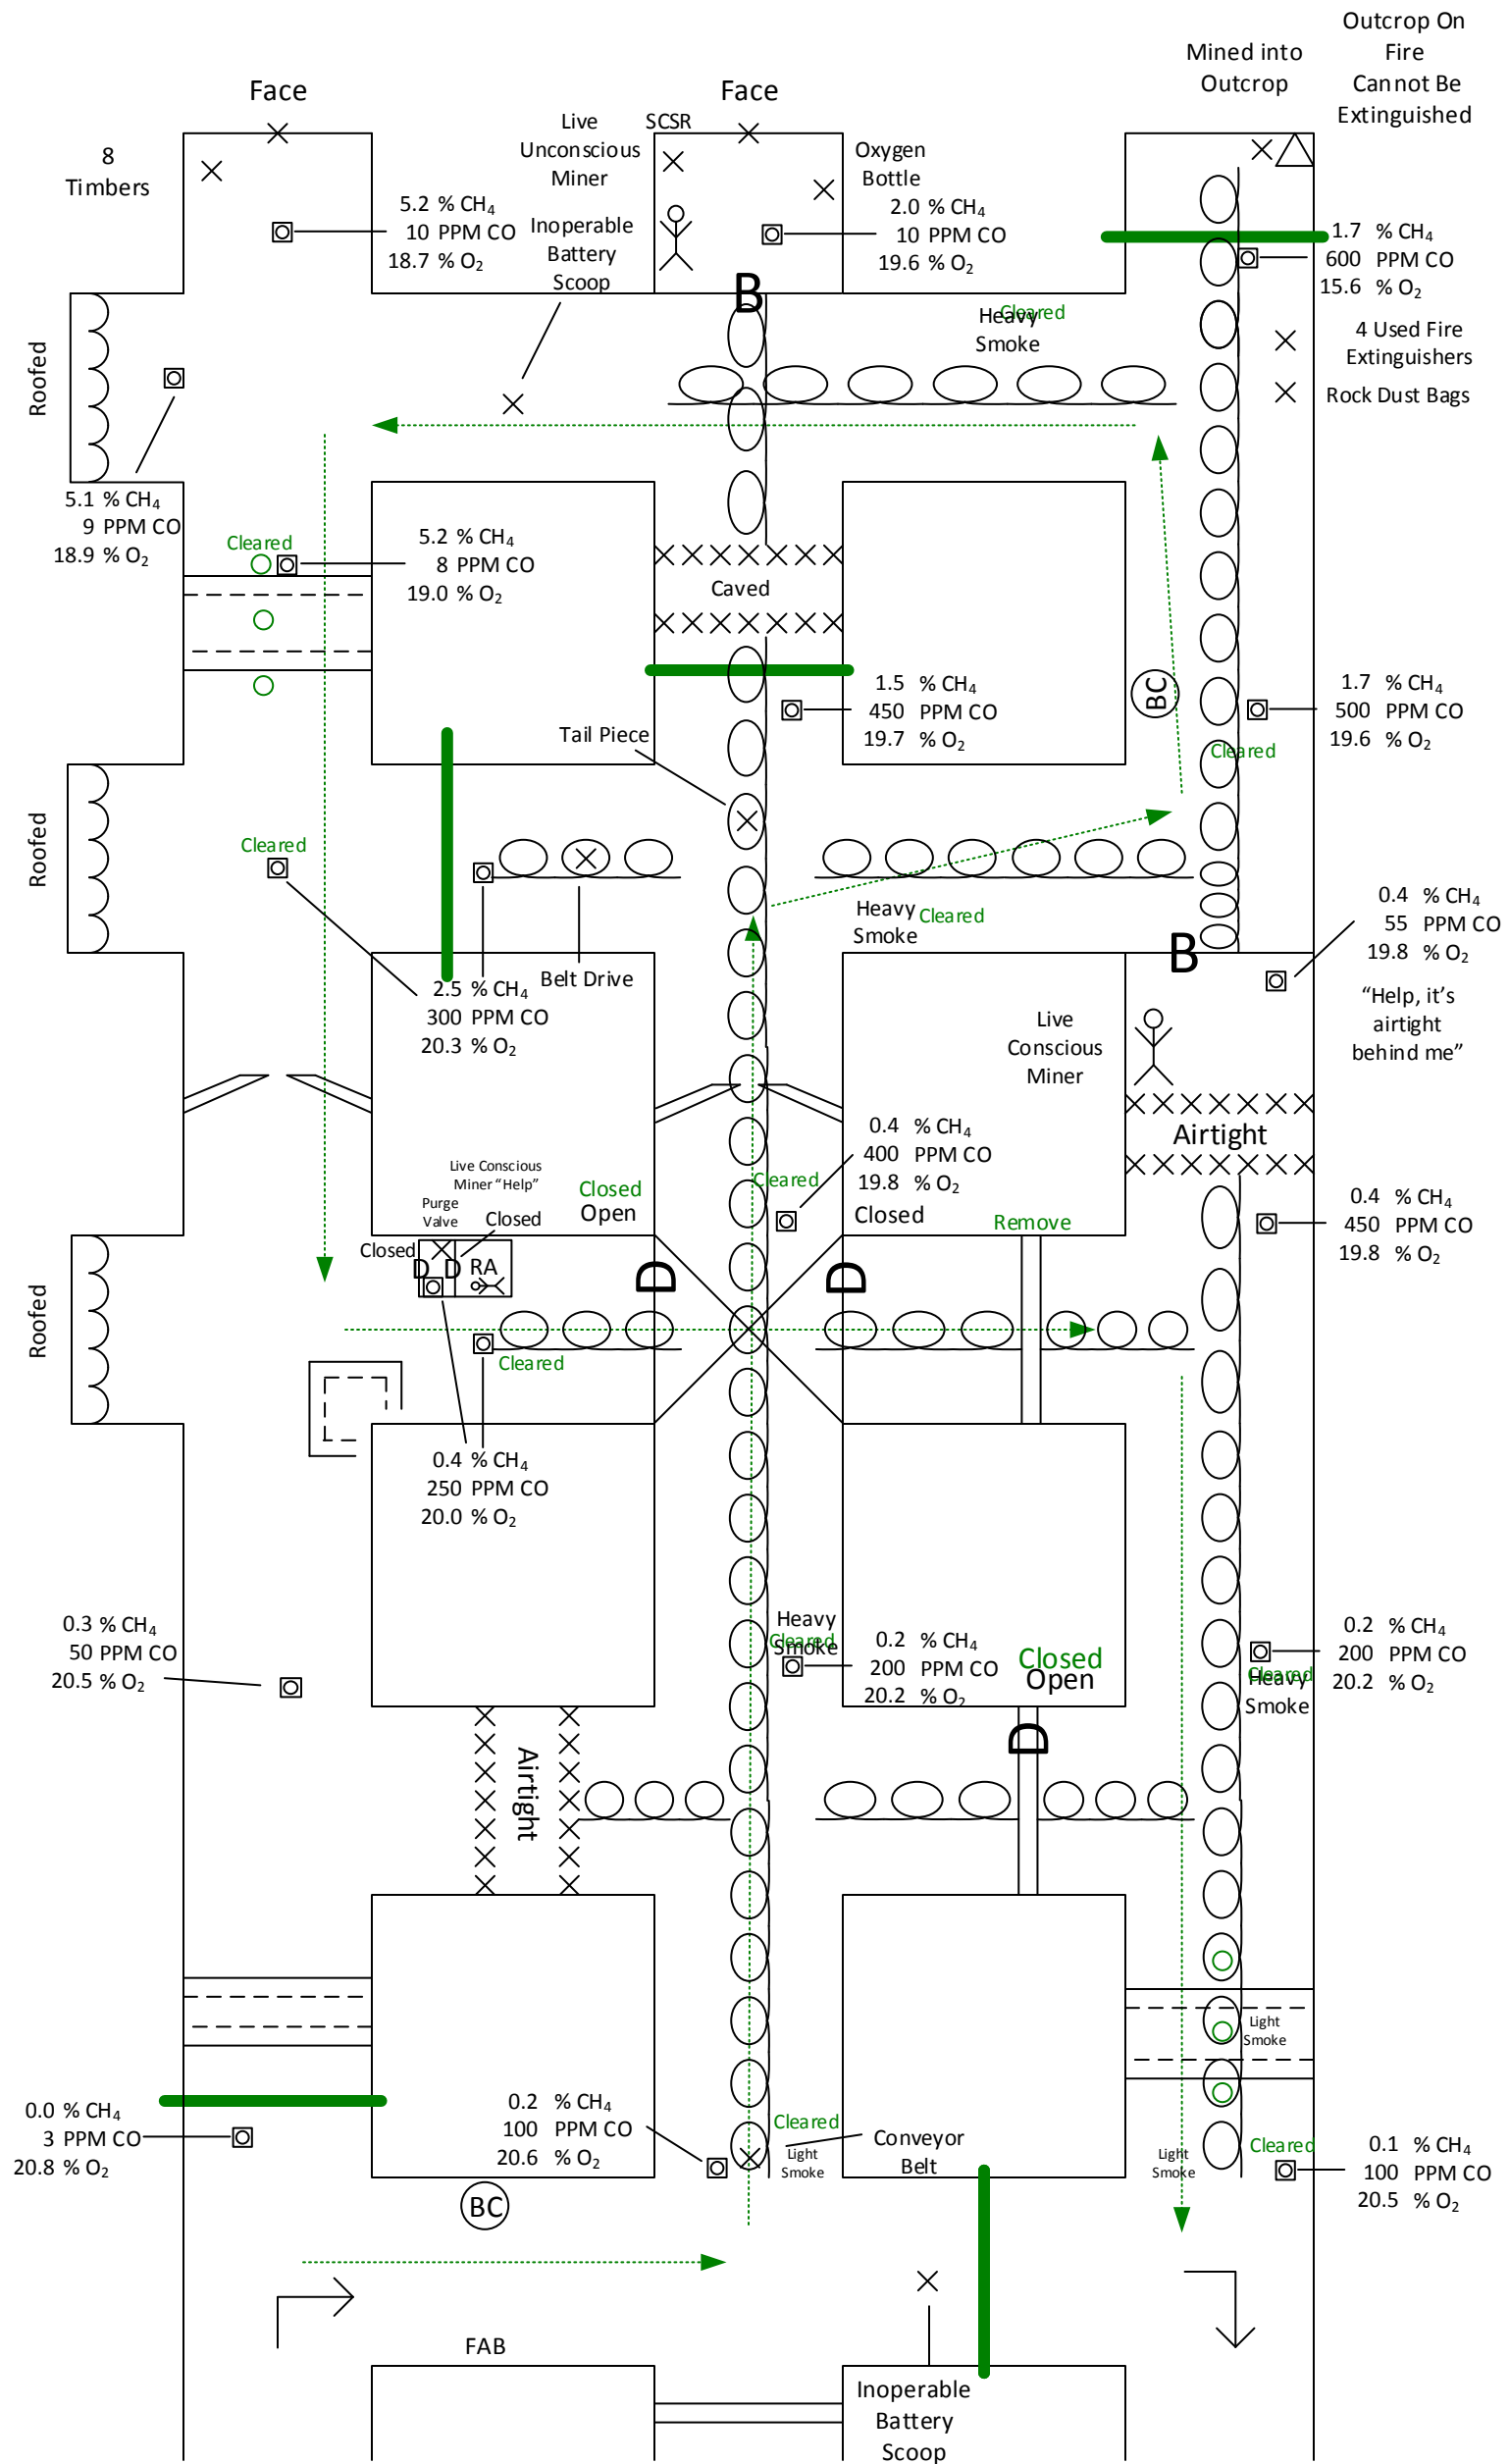 Outcrop On
Fire
Cannot Be
Extinguished
Mined into
Outcrop
Face
Face
8
Timbers
Live
Unconscious
Miner
SCSR
Oxygen
Bottle
5.2 % CH₄
10 PPM CO
18.7 % O₂
Inoperable
Battery
Scoop
2.0 % CH₄
10 PPM CO
19.6 % O₂
1.7 % CH₄
600 PPM CO
15.6 % O₂
B
Cleared
Heavy
Smoke
4 Used Fire
Extinguishers
Rock Dust Bags
Roofed
5.1 % CH₄
9 PPM CO
18.9 % O₂
Cleared
5.2 % CH₄
8 PPM CO
19.0 % O₂
Caved
1.5 % CH₄
450 PPM CO
19.7 % O₂
BC
1.7 % CH₄
500 PPM CO
19.6 % O₂
Cleared
Tail Piece
Roofed
Cleared
Heavy
Smoke
Cleared
B
0.4 % CH₄
55 PPM CO
19.8 % O₂
"Help, it's
airtight
behind me"
Belt Drive
2.5 % CH₄
300 PPM CO
20.3 % O₂
Live
Conscious
Miner
Airtight
0.4 % CH₄
400 PPM CO
19.8 % O₂
Cleared
Live Conscious
Miner "Help"
Purge
Valve
Closed
Closed
Open
Closed
Remove
0.4 % CH₄
450 PPM CO
19.8 % O₂
Closed
D D RA
D
D
Roofed
Cleared
0.4 % CH₄
250 PPM CO
20.0 % O₂
0.3 % CH₄
50 PPM CO
20.5 % O₂
Heavy
Cleared
Smoke
0.2 % CH₄
200 PPM CO
20.2 % O₂
Closed
Open
D
0.2 % CH₄
200 PPM CO
20.2 % O₂
Cleared
Heavy
Smoke
Airtight
Light
Smoke
0.0 % CH₄
3 PPM CO
20.8 % O₂
0.2 % CH₄
100 PPM CO
20.6 % O₂
Cleared
Light
Smoke
Conveyor
Belt
Light
Smoke
Cleared
0.1 % CH₄
100 PPM CO
20.5 % O₂
BC
FAB
Inoperable
Battery
Scoop